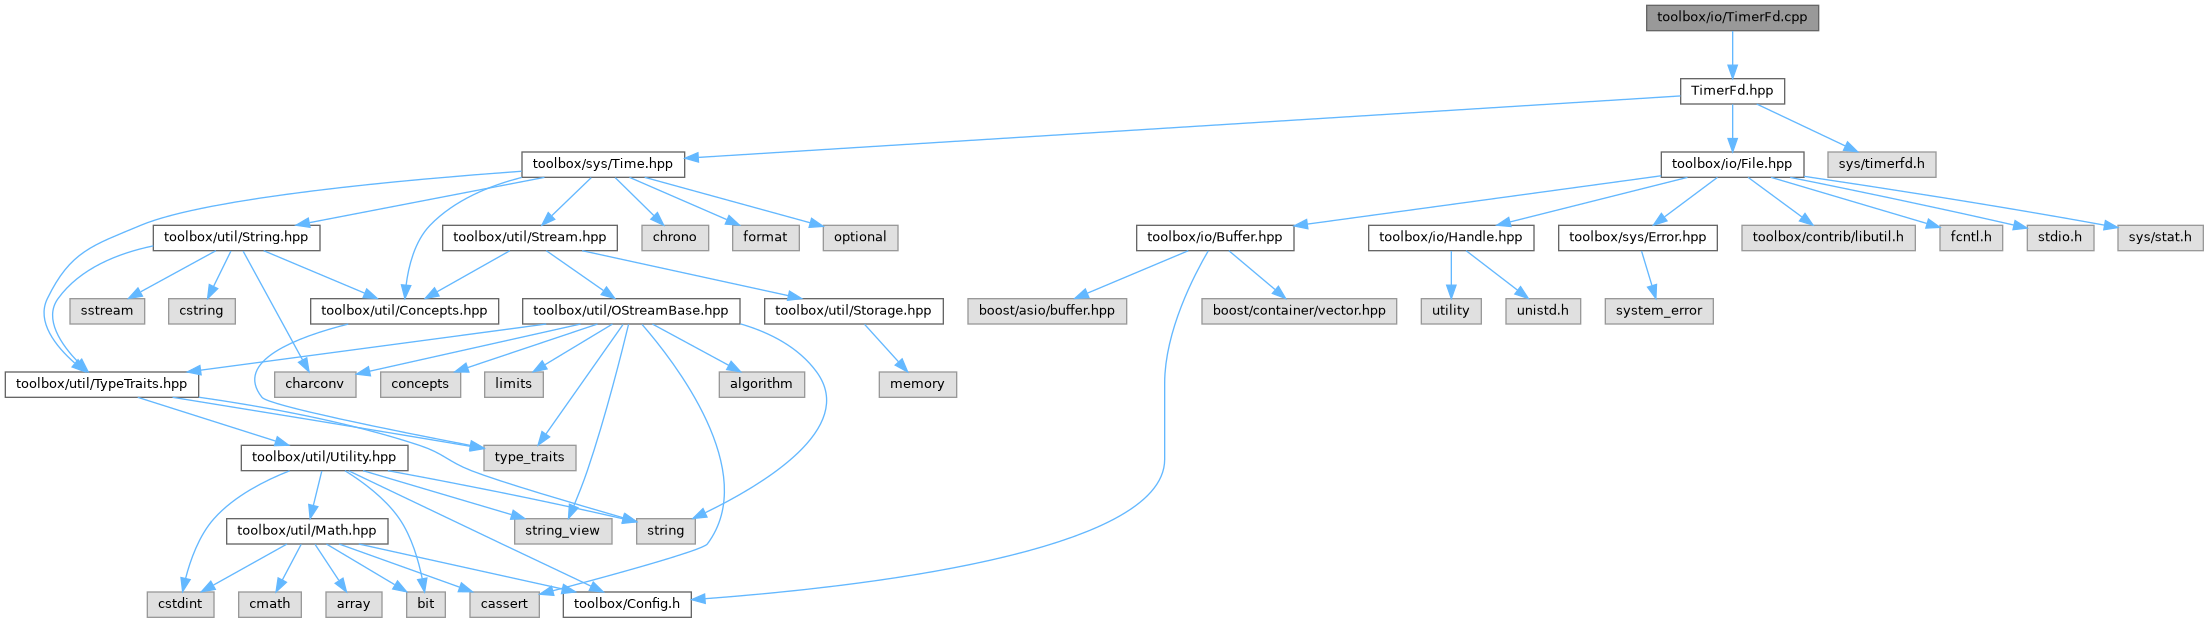 toolbox/io/TimerFd.cpp
TimerFd.hpp
toolbox/sys/Time.hpp
toolbox/io/File.hpp
sys/timerfd.h
toolbox/util/String.hpp
toolbox/util/Stream.hpp
chrono
format
optional
toolbox/io/Buffer.hpp
toolbox/io/Handle.hpp
toolbox/sys/Error.hpp
toolbox/contrib/libutil.h
fcntl.h
stdio.h
sys/stat.h
sstream
cstring
toolbox/util/Concepts.hpp
toolbox/util/OStreamBase.hpp
toolbox/util/Storage.hpp
boost/asio/buffer.hpp
boost/container/vector.hpp
utility
unistd.h
system_error
toolbox/util/TypeTraits.hpp
charconv
concepts
limits
algorithm
memory
toolbox/util/Utility.hpp
type_traits
toolbox/util/Math.hpp
string_view
string
cstdint
cmath
array
bit
cassert
toolbox/Config.h